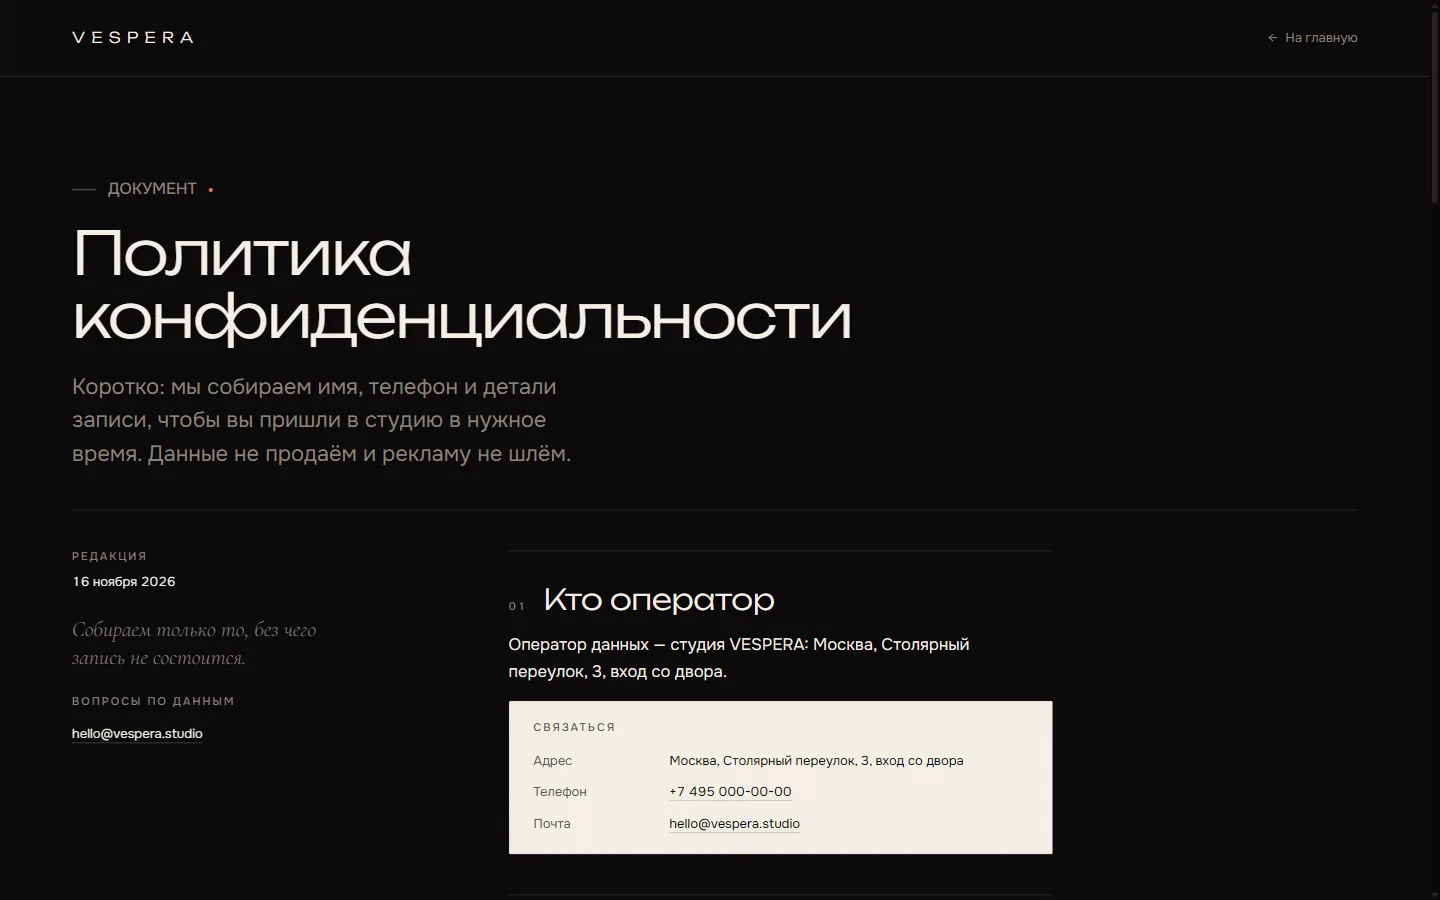 VESPERA
← На главную
ДОКУМЕНТ
Политика
конфиденциальности
Коротко: мы собираем имя, телефон и детали
записи, чтобы вы пришли в студию в нужное
время. Данные не продаём и рекламу не шлём.
РЕДАКЦИЯ
16 ноября 2026
Собираем только то, без чего
запись не состоится.
ВОПРОСЫ ПО ДАННЫМ
hello@vespera.studio
01 Кто оператор
Оператор данных — студия VESPERA: Москва, Столярный
переулок, 3, вход со двора.
СВЯЗАТЬСЯ
Адрес Москва, Столярный переулок, 3, вход со двора
Телефон +7 495 000-00-00
Почта hello@vespera.studio